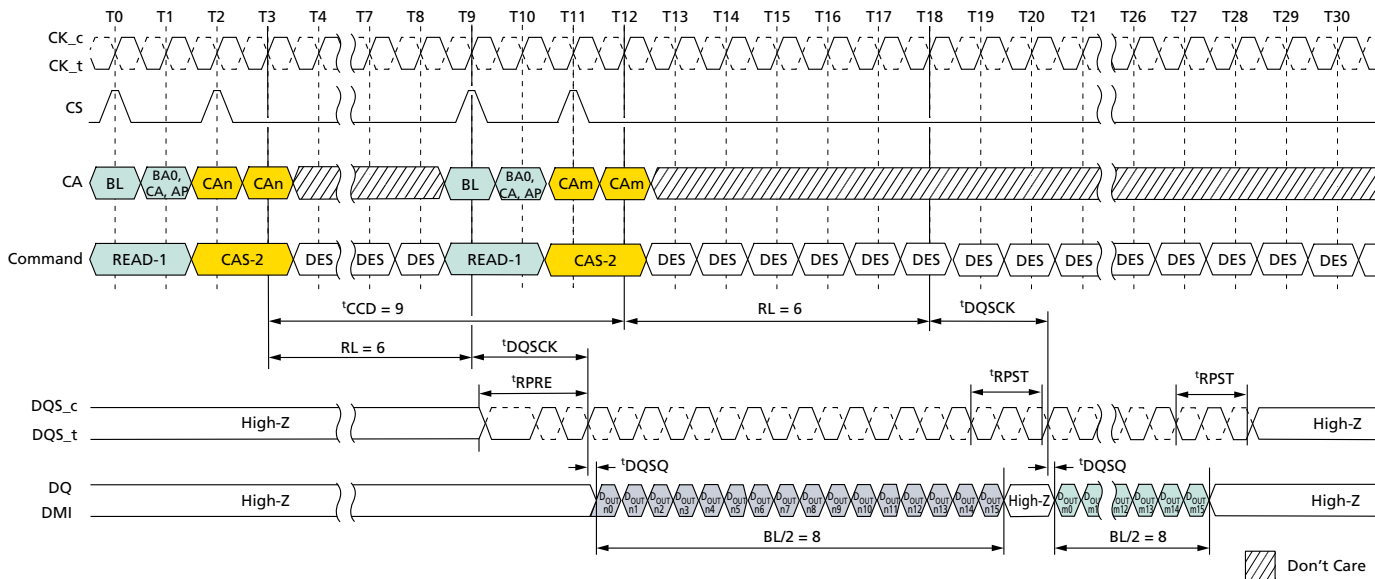 T0 T1 T2 T3 T4 T7 T8 T9 T10 T11 T12 T13 T14 T15 T16 T17 T18 T19 T20 T21 T26 T27 T28 T29 T30
CK_c
CK_t
CS
CA BL BA0, CA, AP CAn CAn BL BA0, CA, AP CAm CAm
Command READ-1 CAS-2 DES DES DES READ-1 CAS-2 DES DES DES DES DES DES DES DES DES DES DES DES DES DES
tCCD = 9 RL = 6 tDQSCK
RL = 6 tDQSCK
tRPRE tRPST tRPST
DQS_c
DQS_t High-Z High-Z
tDQSQ tDQSQ
DQ
DMI High-Z DOUT n0 DOUT n1 DOUT n2 DOUT n3 DOUT n4 DOUT n5 DOUT n6 DOUT n7 DOUT n8 DOUT n9 DOUT n10 DOUT n11 DOUT n12 DOUT n13 DOUT n14 DOUT n15 High-Z DOUT m0 DOUT m1 DOUT m12 DOUT m13 DOUT m14 DOUT m15 High-Z
BL/2 = 8 BL/2 = 8
Don't Care